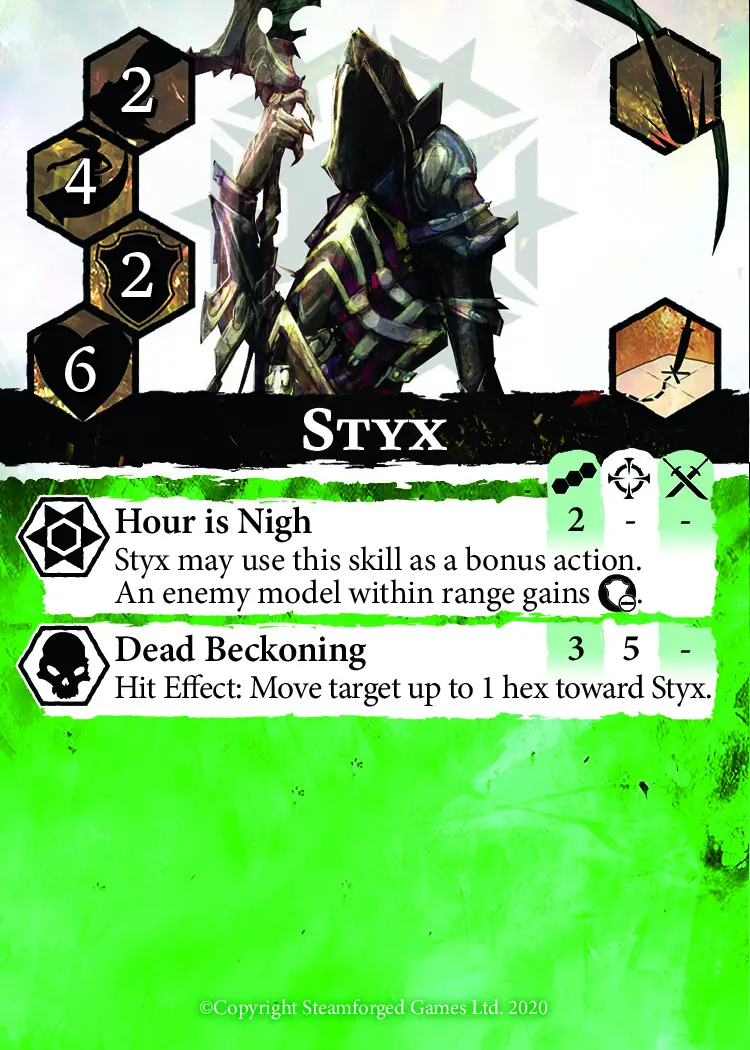 2
4
2
6
Styx
Hour is Nigh 2 - -
Styx may use this skill as a bonus action.
An enemy model within range gains .
Dead Beckoning 3 5 -
Hit Effect: Move target up to 1 hex toward Styx.
©Copyright Steamforged Games Ltd. 2020